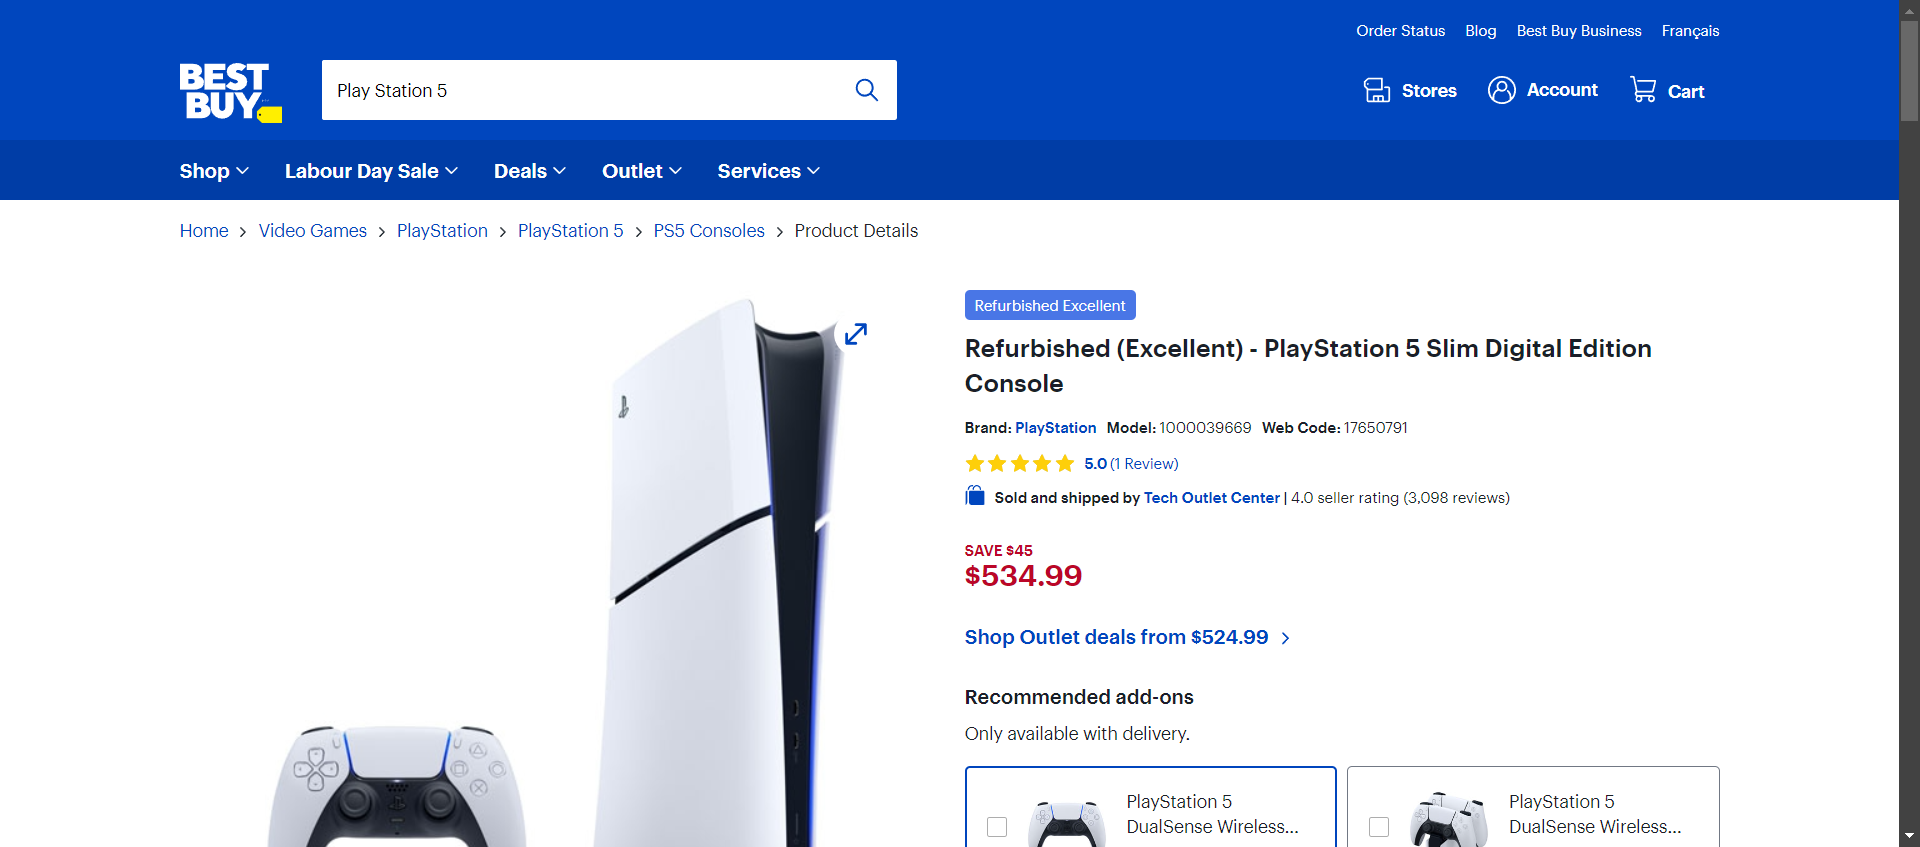 Order Status Blog Best Buy Business Français
BEST
BUY
Play Station 5
Stores Account Cart
Shop Labour Day Sale Deals Outlet Services
Home > Video Games > PlayStation > PlayStation 5 > PS5 Consoles > Product Details
Refurbished Excellent
Refurbished (Excellent) - PlayStation 5 Slim Digital Edition
Console
Brand: PlayStation Model: 1000039669 Web Code: 17650791
5.0 (1 Review)
Sold and shipped by Tech Outlet Center | 4.0 seller rating (3,098 reviews)
SAVE $45
$534.99
Shop Outlet deals from $524.99 >
Recommended add-ons
Only available with delivery.
PlayStation 5
DualSense Wireless...
PlayStation 5
DualSense Wireless...